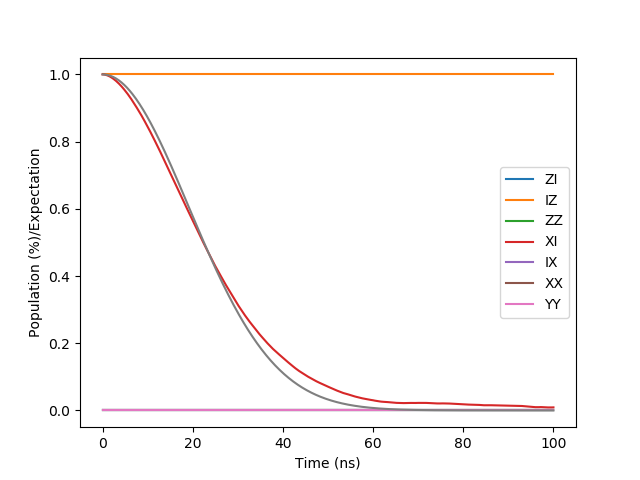 1.0
0.8
0.6
0.4
0.2
0.0
Population (%)/Expectation
ZI
IZ
ZZ
XI
IX
XX
YY
0 20 40 60 80 100
Time (ns)